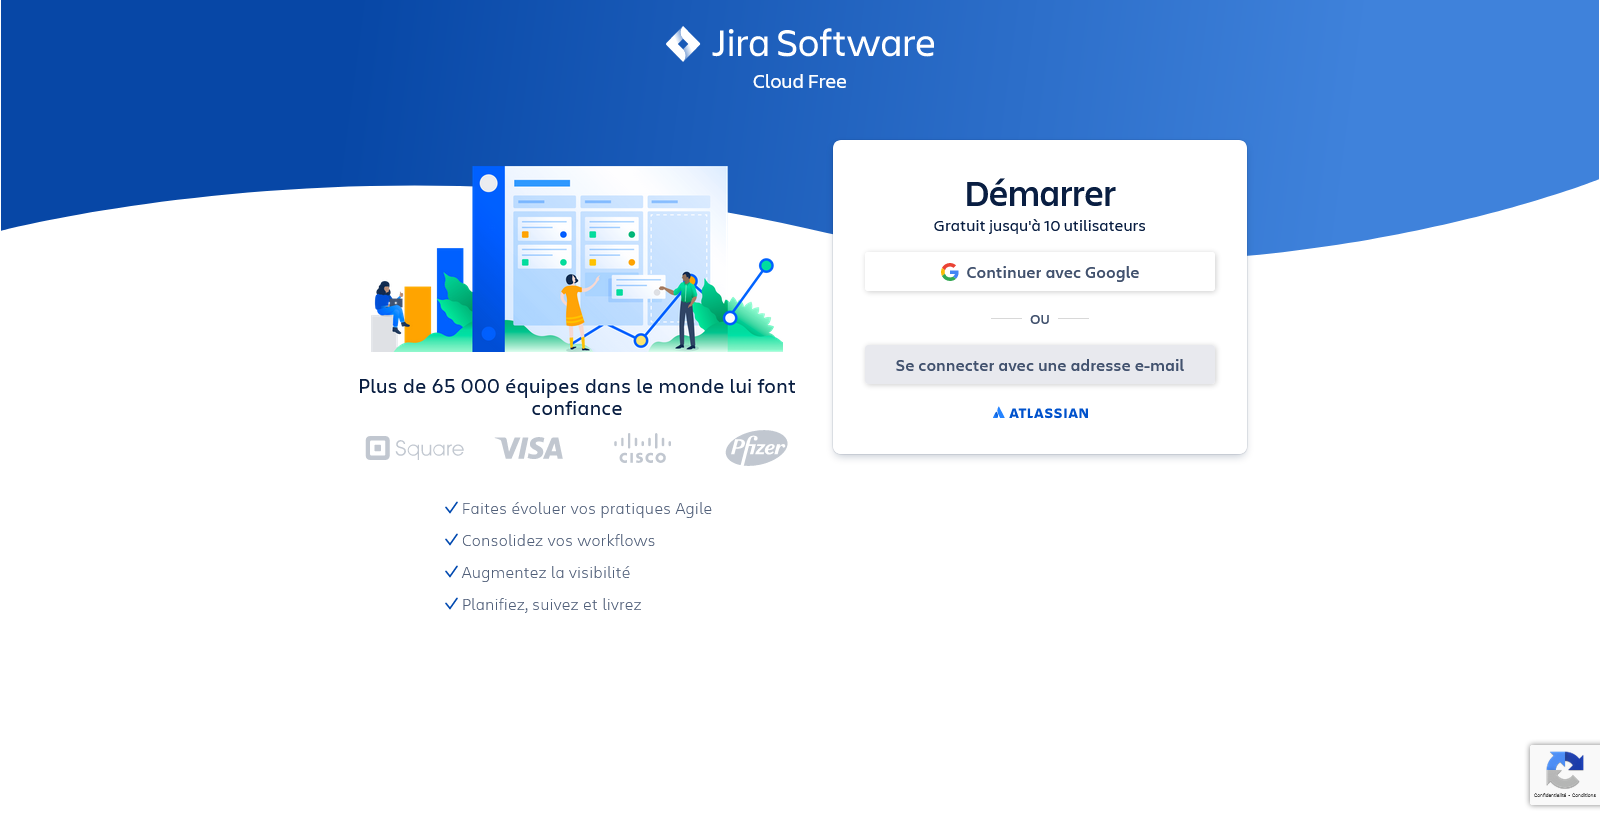 Jira Software
Cloud Free
Démarrer
Gratuit jusqu'à 10 utilisateurs
Continuer avec Google
OU
Se connecter avec une adresse e-mail
ATLASSIAN
Plus de 65 000 équipes dans le monde lui font
confiance
Square
VISA
CISCO
Pfizer
Faites évoluer vos pratiques Agile
Consolidez vos workflows
Augmentez la visibilité
Planifiez, suivez et livrez
Confidentialité - Conditions